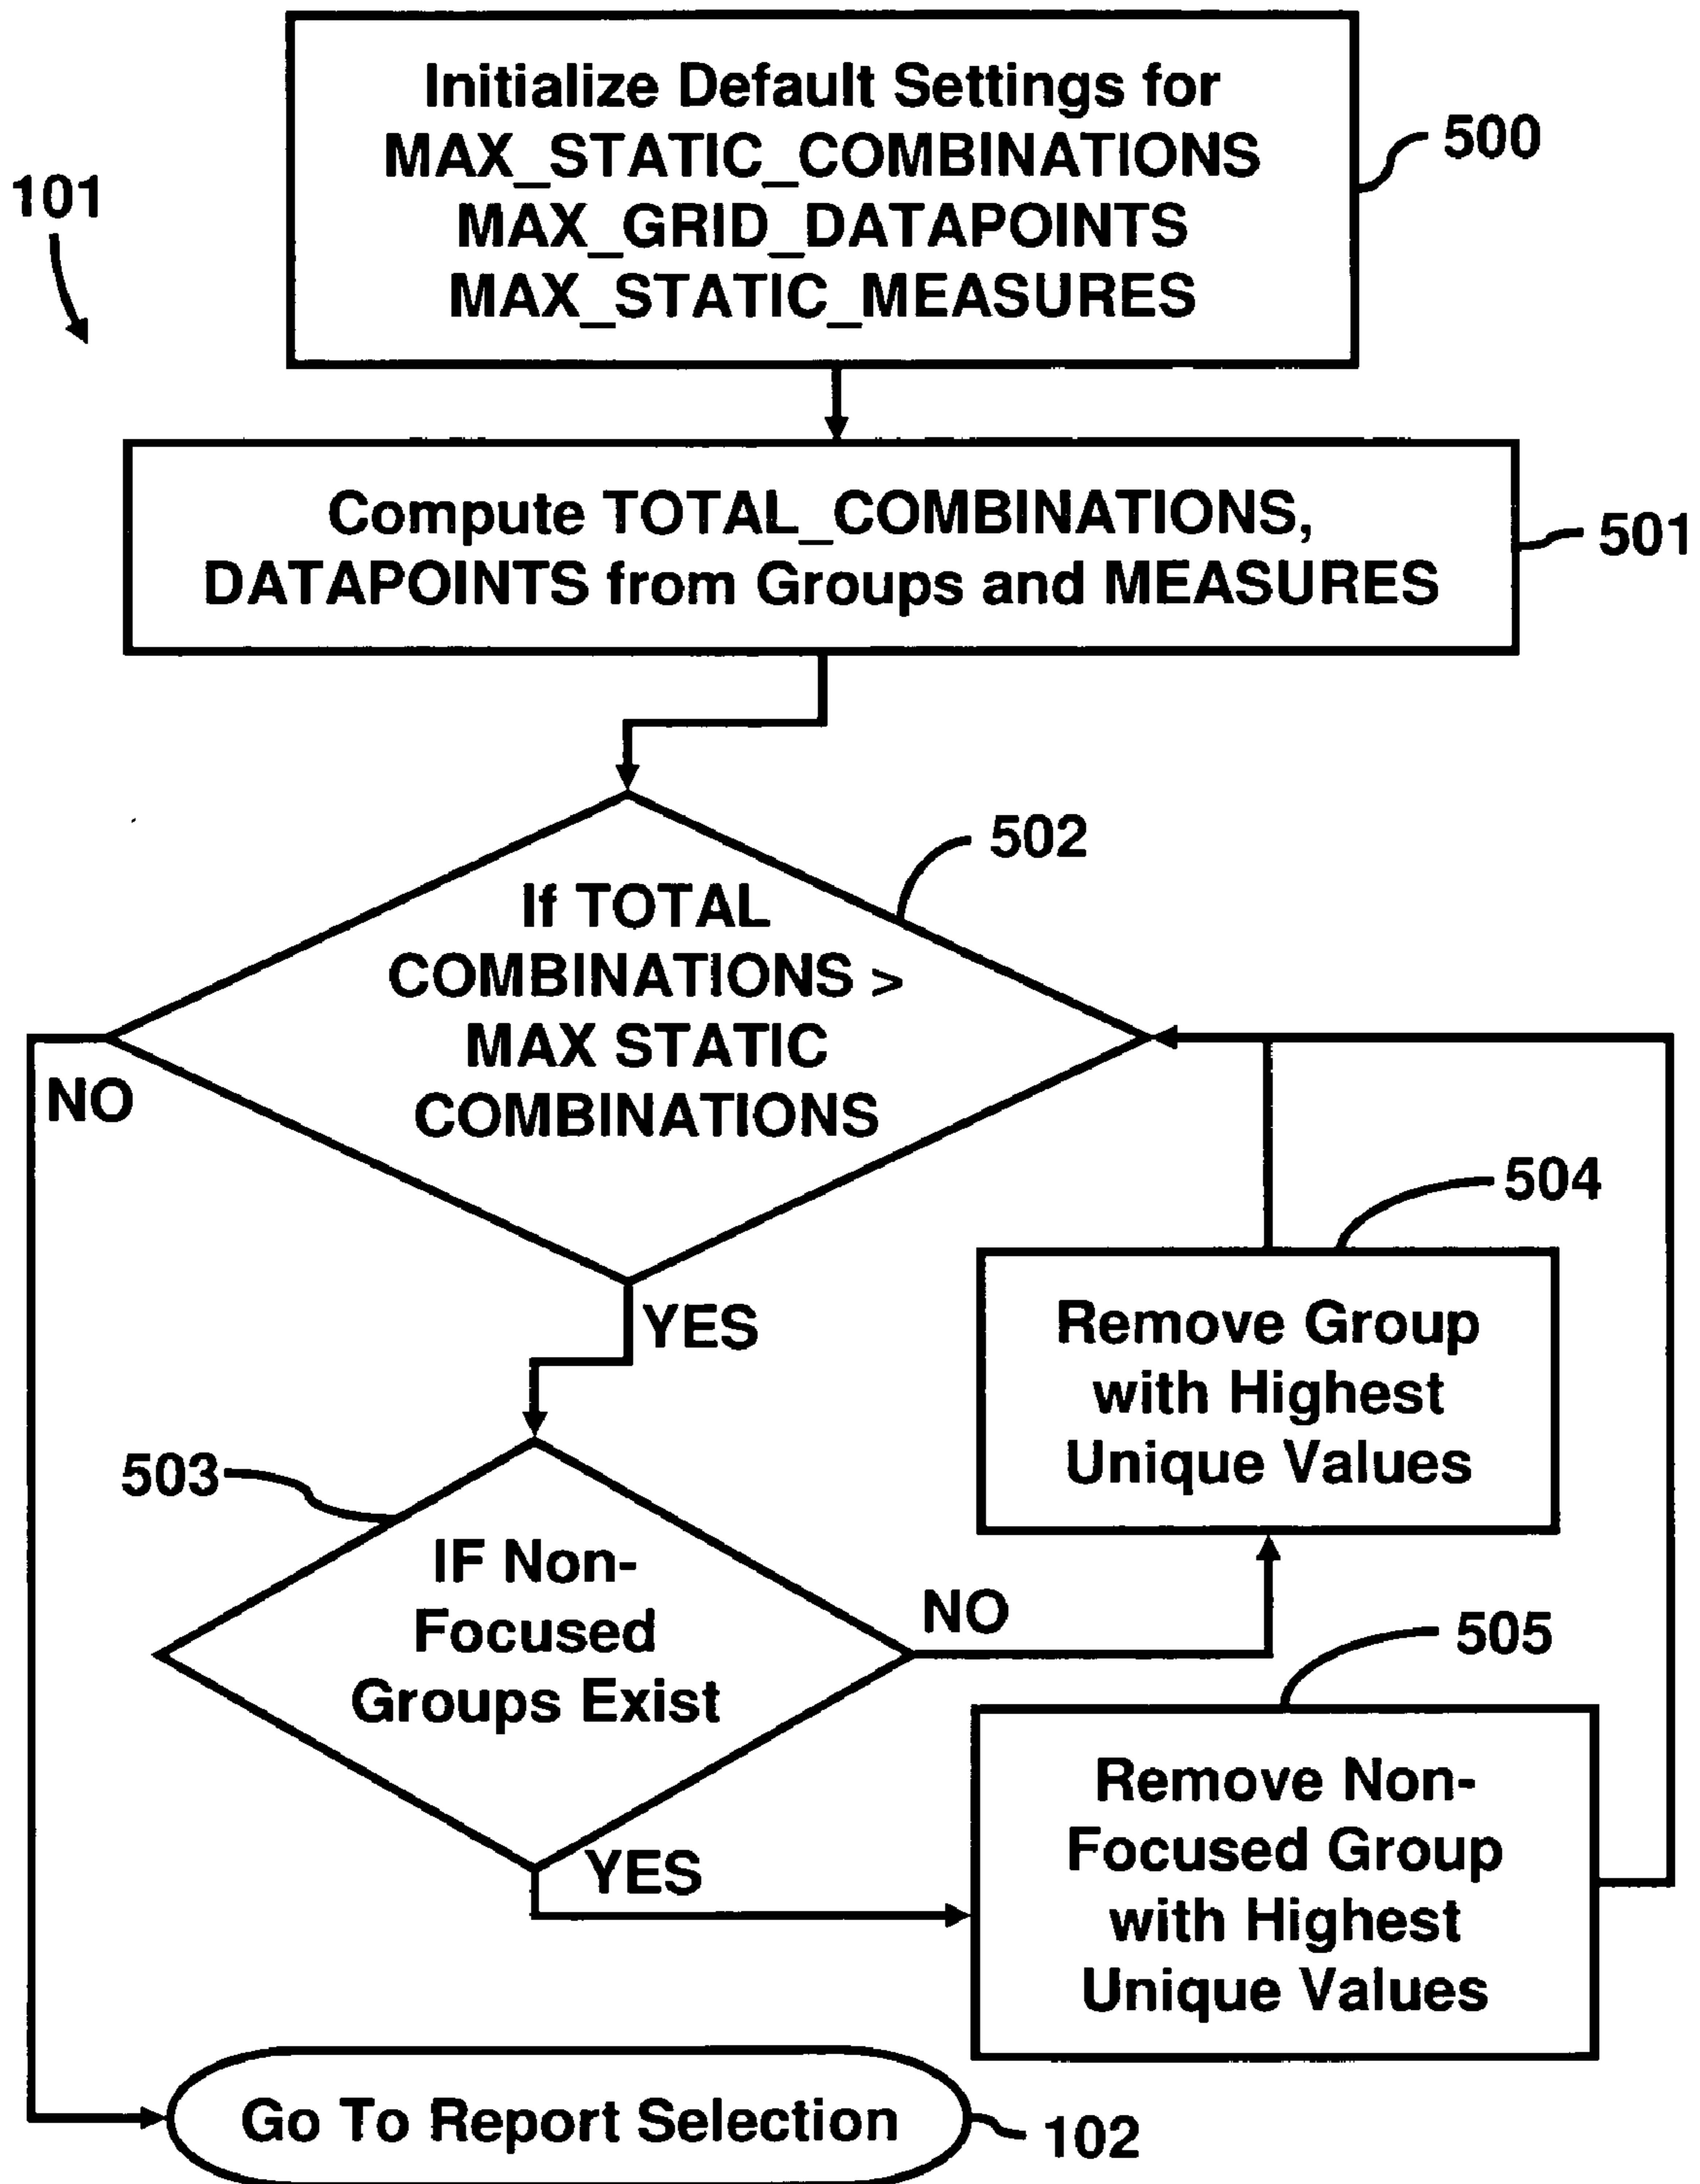 Initialize Default Settings for
MAX_STATIC_COMBINATIONS
MAX_GRID_DATAPOINTS
MAX_STATIC_MEASURES
500
101
Compute TOTAL_COMBINATIONS,
DATAPOINTS from Groups and MEASURES
501
502
If TOTAL
COMBINATIONS >
MAX STATIC
COMBINATIONS
NO
YES
504
Remove Group
with Highest
Unique Values
503
IF Non-
Focused
Groups Exist
NO
YES
505
Remove Non-
Focused Group
with Highest
Unique Values
Go To Report Selection
102